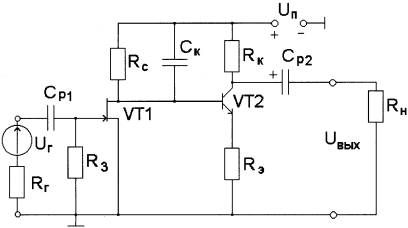 Uп
+ −
Rс
Cк
Rк
+ Cр2
Cр1
VT1
VT2
Rн
Uг
Rз
Rэ
Uвых
Rг